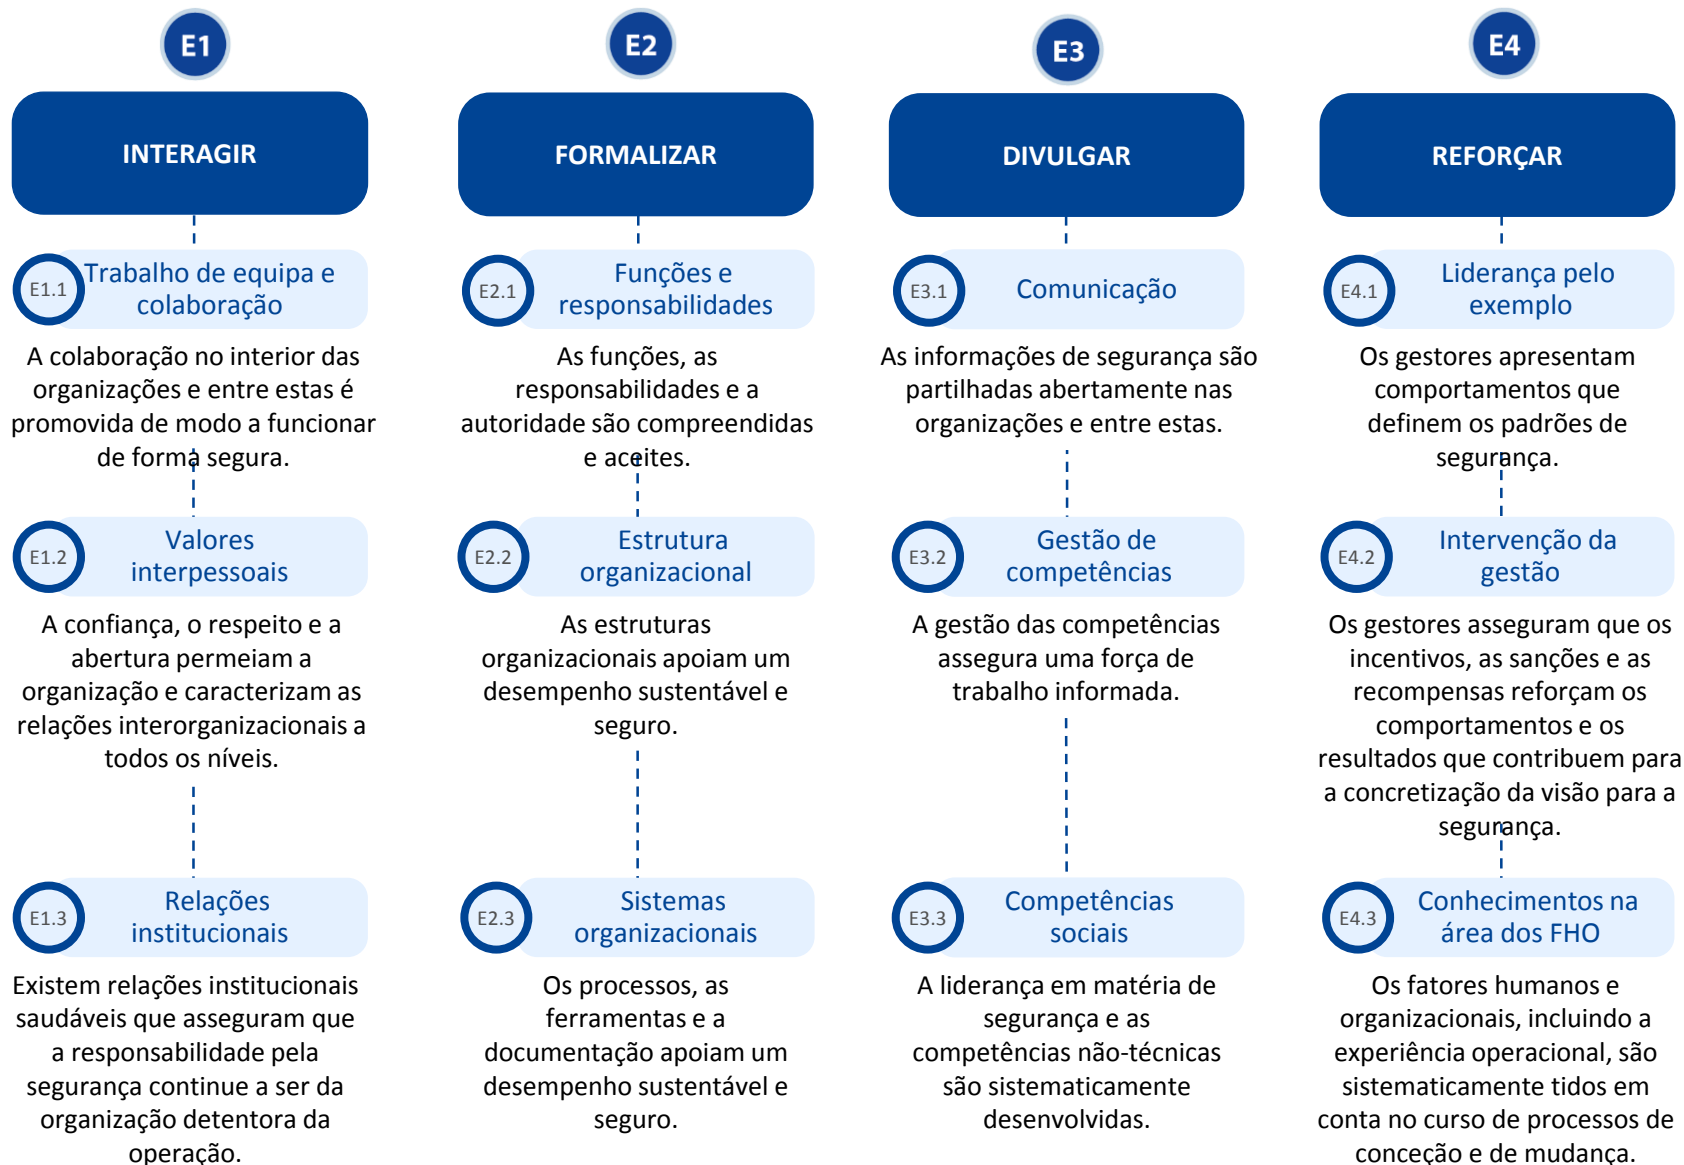 E1
INTERAGIR
E1.1
Trabalho de equipa e
colaboração
A colaboração no interior das
organizações e entre estas é
promovida de modo a funcionar
de forma segura.
E1.2
Valores
interpessoais
A confiança, o respeito e a
abertura permeiam a
organização e caracterizam as
relações interorganizacionais a
todos os níveis.
E1.3
Relações
institucionais
Existem relações institucionais
saudáveis que asseguram que
a responsabilidade pela
segurança continue a ser da
organização detentora da
operação.
E2
FORMALIZAR
E2.1
Funções e
responsabilidades
As funções, as
responsabilidades e a
autoridade são compreendidas
e aceites.
E2.2
Estrutura
organizacional
As estruturas
organizacionais apoiam um
desempenho sustentável e
seguro.
E2.3
Sistemas
organizacionais
Os processos, as
ferramentas e a
documentação apoiam um
desempenho sustentável e
seguro.
E3
DIVULGAR
E3.1
Comunicação
As informações de segurança são
partilhadas abertamente nas
organizações e entre estas.
E3.2
Gestão de
competências
A gestão das competências
assegura uma força de
trabalho informada.
E3.3
Competências
sociais
A liderança em matéria de
segurança e as
competências não-técnicas
são sistematicamente
desenvolvidas.
E4
REFORÇAR
E4.1
Liderança pelo
exemplo
Os gestores apresentam
comportamentos que
definem os padrões de
segurança.
E4.2
Intervenção da
gestão
Os gestores asseguram que os
incentivos, as sanções e as
recompensas reforçam os
comportamentos e os
resultados que contribuem para
a concretização da visão para a
segurança.
E4.3
Conhecimentos na
área dos FHO
Os fatores humanos e
organizacionais, incluindo a
experiência operacional, são
sistematicamente tidos em
conta no curso de processos de
conceção e de mudança.